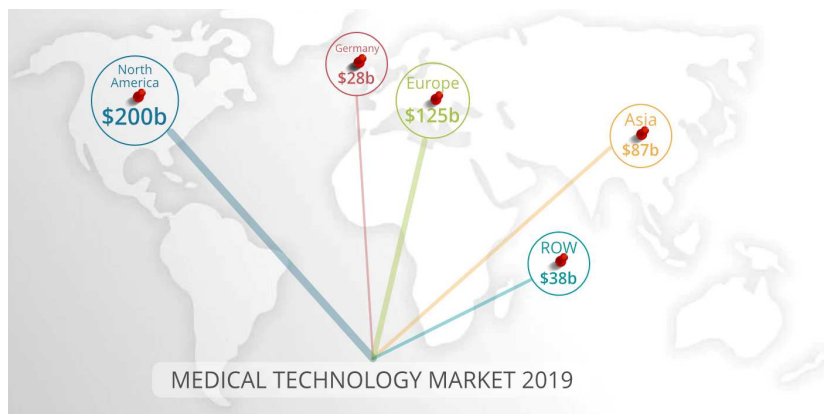 North
America
$200b
Germany
$28b
Europe
$125b
Asia
$87b
ROW
$38b
MEDICAL TECHNOLOGY MARKET 2019